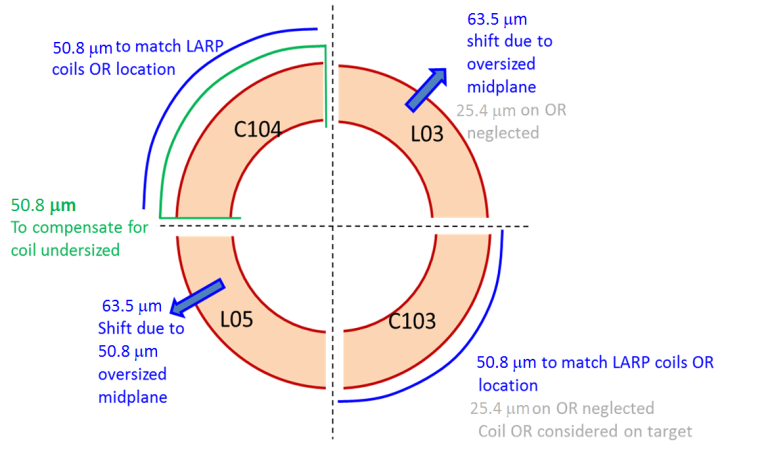 50.8 µm to match LARP
coils OR location
C104
63.5 µm
shift due to
oversized
midplane
25.4 µm on OR
neglected
L03
50.8 µm
To compensate for
coil undersized
63.5 µm
Shift due to
50.8 µm
oversized
midplane
L05
C103
50.8 µm to match LARP coils OR
location
25.4 µm on OR neglected
Coil OR considered on target